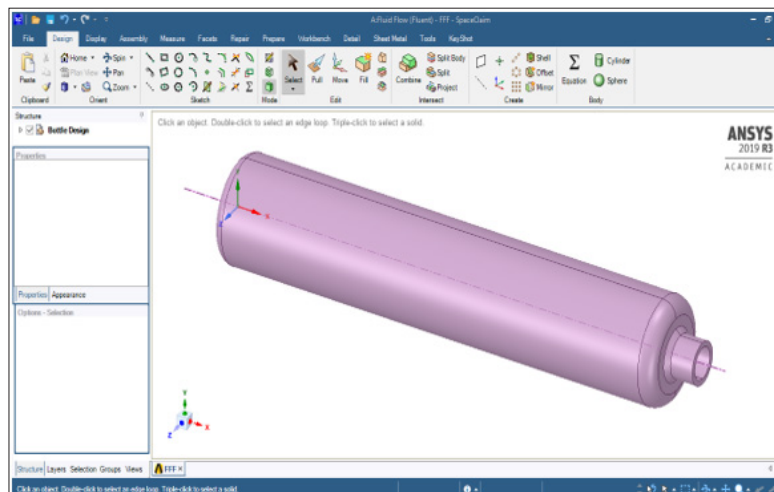 A:Fluid Flow (Fluent) - FFF - SpaceClaim
File Design Display Assembly Measure Facets Repair Prepare Workbench Detail Sheet Metal Tools KeyShot
Paste
Clipboard
Home Spin
Plan View Pan
Zoom
Orient
Sketch
Mode
Select Pull Move Fill
Edit
Combine
Split Body
Split
Project
Intersect
Shell
Offset
Mirror
Create
Equation
Cylinder
Sphere
Body
Structure
Bottle Design
Properties
Properties Appearance
Options - Selection
Structure Layers Selection Groups Views
Click an object. Double-click to select an edge loop. Triple-click to select a solid.
ANSYS
2019 R3
ACADEMIC
Y
X
Z
Y
X
Z
FFF
Click an object. Double-click to select an edge loop. Triple-click to select a solid.